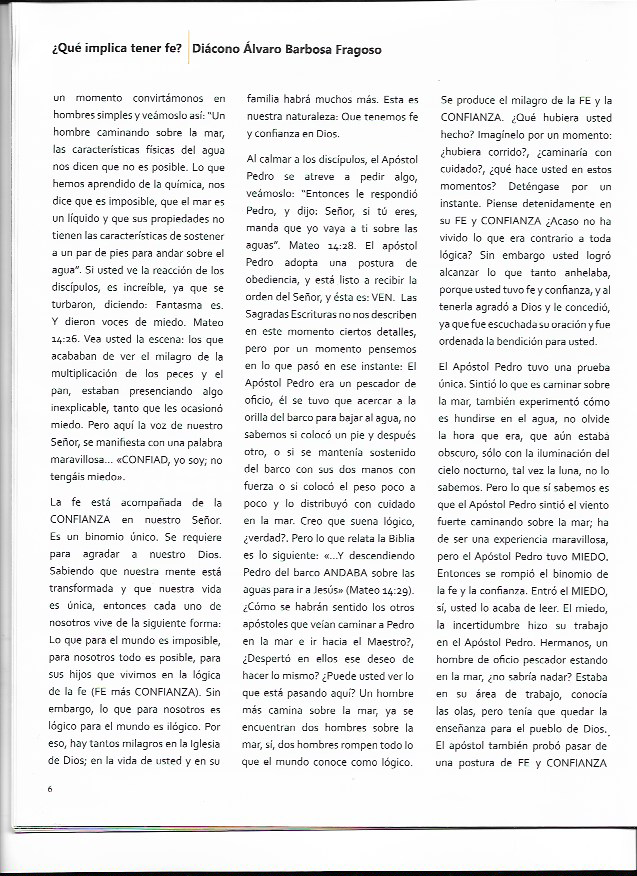 ¿Qué implica tener fe? Diácono Álvaro Barbosa Fragoso
un momento convirtámonos en
hombres simples y veámoslo así: "Un
hombre caminando sobre la mar,
las características físicas del agua
nos dicen que no es posible. Lo que
hemos aprendido de la química, nos
dice que es imposible, que el mar es
un líquido y que sus propiedades no
tienen las características de sostener
a un par de pies para andar sobre el
agua". Si usted ve la reacción de los
discípulos, es increíble, ya que se
turbaron, diciendo: Fantasma es.
Y dieron voces de miedo. Mateo
14:26. Vea usted la escena: los que
acababan de ver el milagro de la
multiplicación de los peces y el
pan, estaban presenciando algo
inexplicable, tanto que les ocasionó
miedo. Pero aquí la voz de nuestro
Señor, se manifiesta con una palabra
maravillosa... «CONFIAD, yo soy; no
tengáis miedo».
La fe está acompañada de la
CONFIANZA en nuestro Señor.
Es un binomio único. Se requiere
para agradar a nuestro Dios.
Sabiendo que nuestra mente está
transformada y que nuestra vida
es única, entonces cada uno de
nosotros vive de la siguiente forma:
Lo que para el mundo es imposible,
para nosotros todo es posible, para
sus hijos que vivimos en la lógica
de la fe (FE más CONFIANZA). Sin
embargo, lo que para nosotros es
lógico para el mundo es ilógico. Por
eso, hay tantos milagros en la Iglesia
de Dios; en la vida de usted y en su
familia habrá muchos más. Esta es
nuestra naturaleza: Que tenemos fe
y confianza en Dios.
Al calmar a los discípulos, el Apóstol
Pedro se atreve a pedir algo,
veámoslo: "Entonces le respondió
Pedro, y dijo: Señor, si tú eres,
manda que yo vaya a ti sobre las
aguas". Mateo 14:28. El apóstol
Pedro adopta una postura de
obediencia, y está listo a recibir la
orden del Señor, y ésta es: VEN. Las
Sagradas Escrituras no nos describen
en este momento ciertos detalles,
pero por un momento pensemos
en lo que pasó en ese instante: El
Apóstol Pedro era un pescador de
oficio, él se tuvo que acercar a la
orilla del barco para bajar al agua, no
sabemos si colocó un pie y después
otro, o si se mantenía sostenido
del barco con sus dos manos con
fuerza o si colocó el peso poco a
poco y lo distribuyó con cuidado
en la mar. Creo que suena lógico,
¿verdad?. Pero lo que relata la Biblia
es lo siguiente: «...Y descendiendo
Pedro del barco ANDABA sobre las
aguas para ir a Jesús» (Mateo 14:29).
¿Cómo se habrán sentido los otros
apóstoles que veían caminar a Pedro
en la mar e ir hacia el Maestro?,
¿Despertó en ellos ese deseo de
hacer lo mismo? ¿Puede usted ver lo
que está pasando aquí? Un hombre
más camina sobre la mar, ya se
encuentran dos hombres sobre la
mar, sí, dos hombres rompen todo lo
que el mundo conoce como lógico.
Se produce el milagro de la FE y la
CONFIANZA. ¿Qué hubiera usted
hecho? Imagínelo por un momento:
¿hubiera corrido?, ¿caminaría con
cuidado?, ¿qué hace usted en estos
momentos? Deténgase por un
instante. Piense detenidamente en
su FE y CONFIANZA ¿Acaso no ha
vivido lo que era contrario a toda
lógica? Sin embargo usted logró
alcanzar lo que tanto anhelaba,
porque usted tuvo fe y confianza, y al
tenerla agradó a Dios y le concedió,
ya que fue escuchada su oración y fue
ordenada la bendición para usted.
El Apóstol Pedro tuvo una prueba
única. Sintió lo que es caminar sobre
la mar, también experimentó cómo
es hundirse en el agua, no olvide
la hora que era, que aún estaba
obscuro, sólo con la iluminación del
cielo nocturno, tal vez la luna, no lo
sabemos. Pero lo que sí sabemos es
que el Apóstol Pedro sintió el viento
fuerte caminando sobre la mar; ha
de ser una experiencia maravillosa,
pero el Apóstol Pedro tuvo MIEDO.
Entonces se rompió el binomio de
la fe y la confianza. Entró el MIEDO,
sí, usted lo acaba de leer. El miedo,
la incertidumbre hizo su trabajo
en el Apóstol Pedro. Hermanos, un
hombre de oficio pescador estando
en la mar, ¿no sabría nadar? Estaba
en su área de trabajo, conocía
las olas, pero tenía que quedar la
enseñanza para el pueblo de Dios.
El apóstol también probó pasar de
una postura de FE y CONFIANZA
6